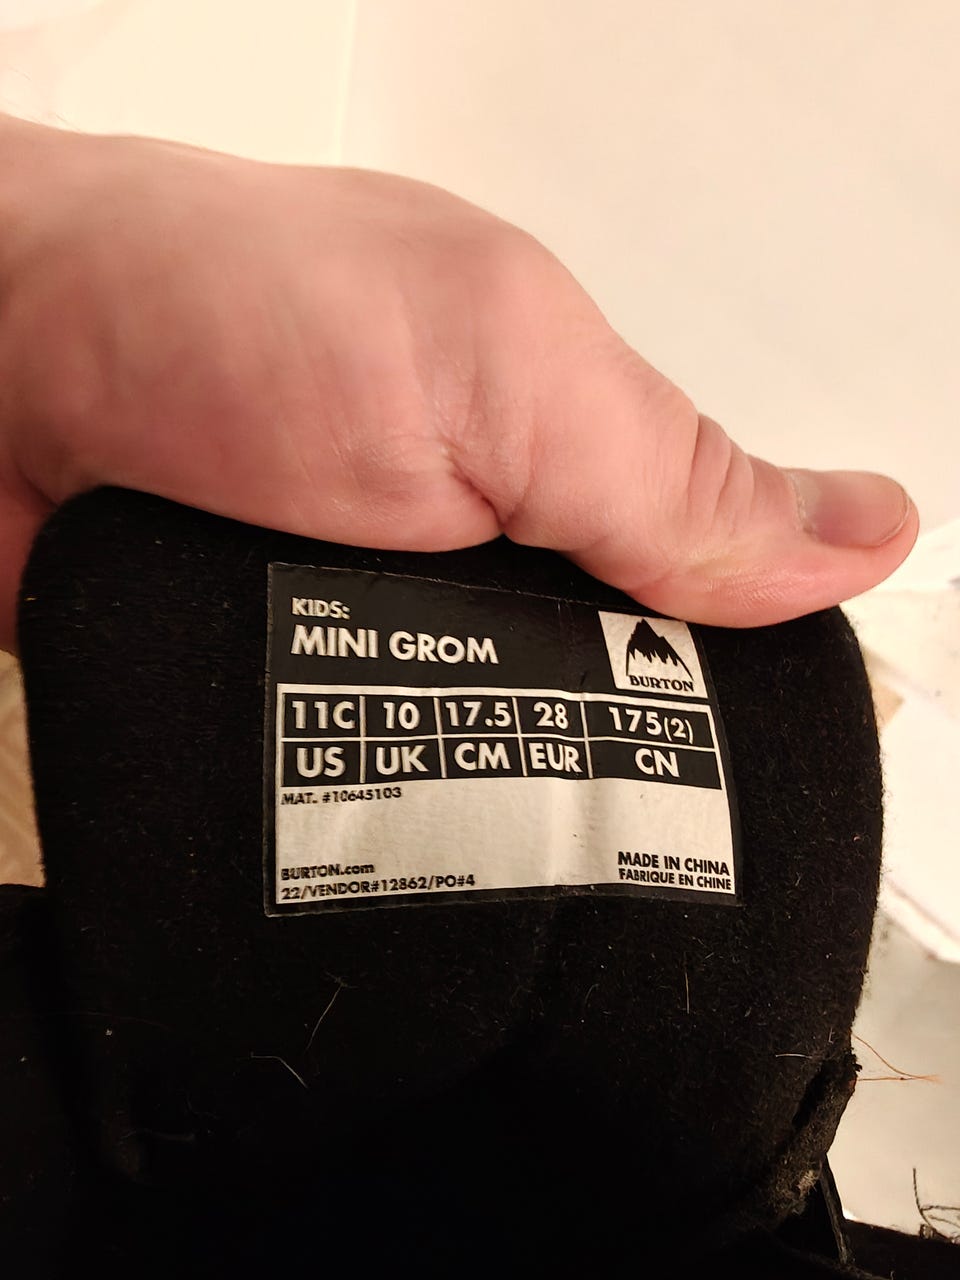 KIDS:
MINI GROM
BURTON
11C 10 17.5 28 175(2)
US UK CM EUR CN
MAT. #10645103
BURTON.com
22/VENDOR#12862/PO#4
MADE IN CHINA
FABRIQUE EN CHINE